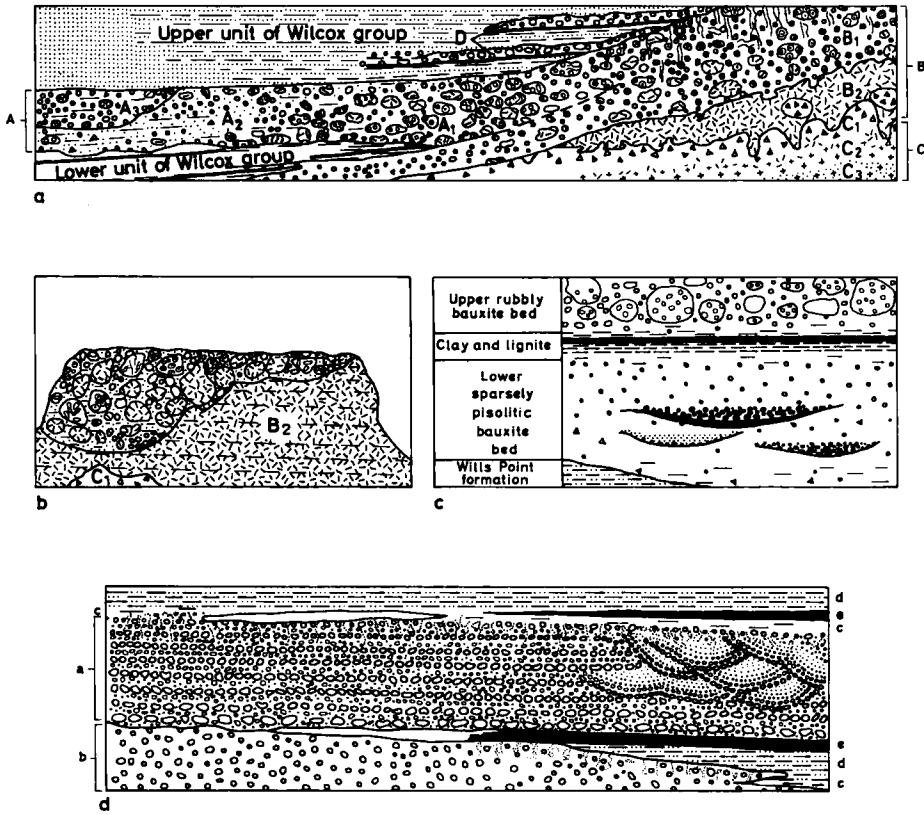 Upper unit of Wilcox group
D
B₁
B
B₂
A
A₃
A₂
A₁
C₁
C₂
C
C₃
Lower unit of Wilcox group
a
B₂
C₁
b
Upper rubbly
bauxite bed
Clay and lignite
Lower
sparsely
pisolitic
bauxite
bed
Wills Point
formation
c
d
c
e
c
a
e
b
d
c
d